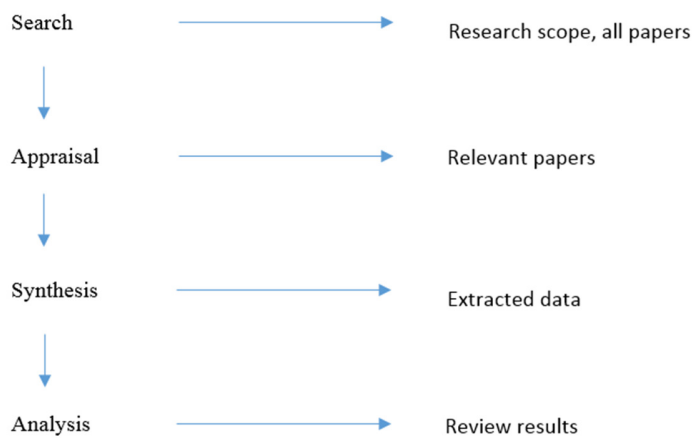 Search
Research scope, all papers
Appraisal
Relevant papers
Synthesis
Extracted data
Analysis
Review results